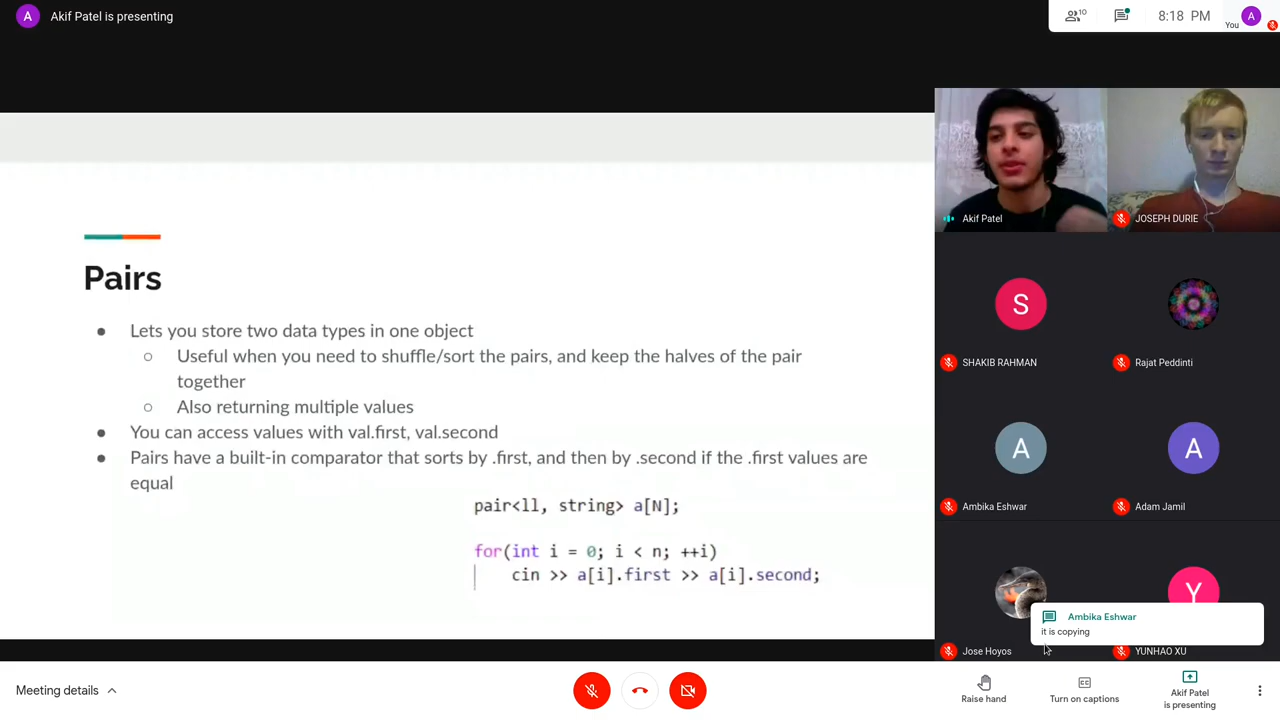 A
Akif Patel is presenting
10
8:18 PM
You
A
Pairs
● Lets you store two data types in one object
○ Useful when you need to shuffle/sort the pairs, and keep the halves of the pair
together
○ Also returning multiple values
● You can access values with val.first, val.second
● Pairs have a built-in comparator that sorts by .first, and then by .second if the .first values are
equal
pair<ll, string> a[N];
for(int i = 0; i < n; ++i)
cin >> a[i].first >> a[i].second;
Akif Patel
JOSEPH DURIE
S
SHAKIB RAHMAN
Rajat Peddinti
A
Ambika Eshwar
A
Adam Jamil
Y
Ambika Eshwar
it is copying
Jose Hoyos
YUNHAO XU
Meeting details
Raise hand
CC
Turn on captions
Akif Patel
is presenting